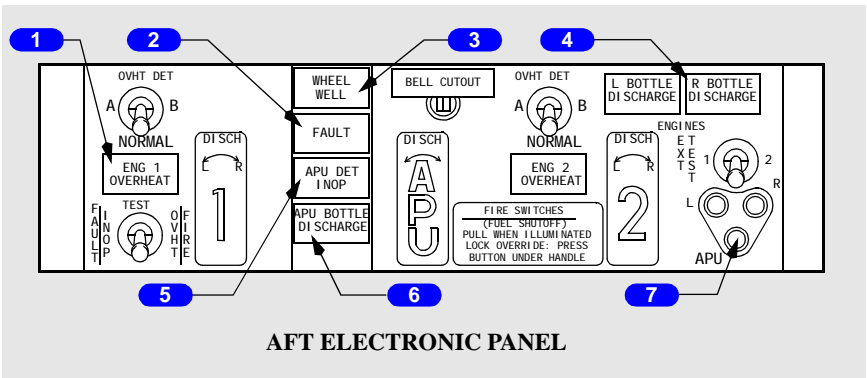 1
2
3
4
OVHT DET
A B
NORMAL
ENG 1
OVERHEAT
FAULT
INOP
TEST
OVHT
FIRE
DISCH
L R
1
WHEEL
WELL
FAULT
APU DET
INOP
APU BOTTLE
DISCHARGE
BELL CUTOUT
DISCH
APU
OVHT DET
A B
NORMAL
ENG 2
OVERHEAT
FIRE SWITCHES
(FUEL SHUTOFF)
PULL WHEN ILLUMINATED
LOCK OVERRIDE: PRESS
BUTTON UNDER HANDLE
DISCH
L R
2
L BOTTLE
DISCHARGE
R BOTTLE
DISCHARGE
ENGINES
EXT
TEST
1 2
L R
APU
5
6
7
AFT ELECTRONIC PANEL